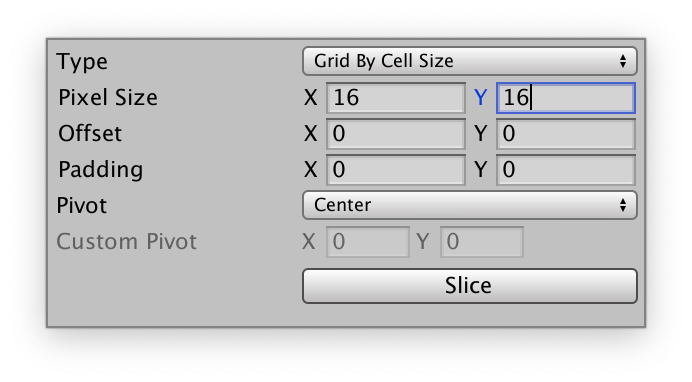 Type Grid By Cell Size
Pixel Size X 16 Y 16
Offset X 0 Y 0
Padding X 0 Y 0
Pivot Center
Custom Pivot X 0 Y 0
Slice